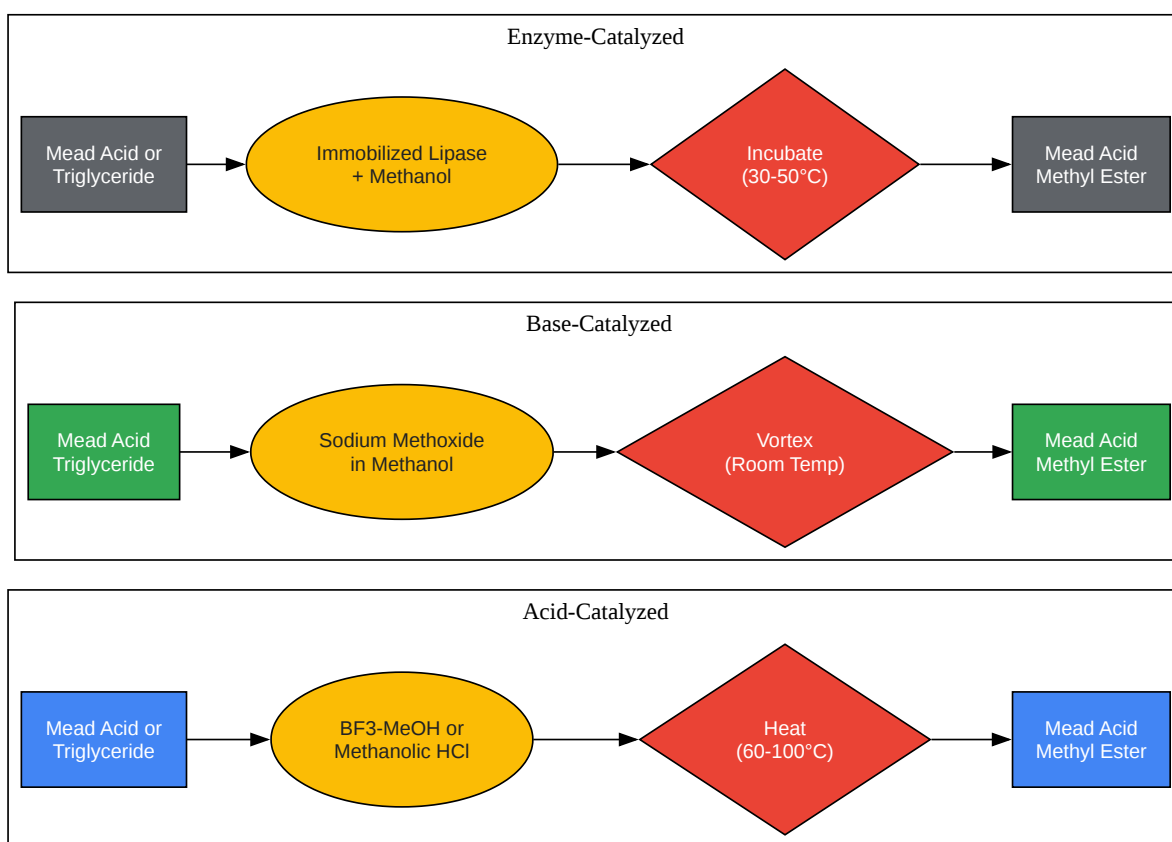 Enzyme-Catalyzed
Mead Acid or
Triglyceride
Immobilized Lipase
+ Methanol
Incubate
(30-50°C)
Mead Acid
Methyl Ester
Base-Catalyzed
Mead Acid
Triglyceride
Sodium Methoxide
in Methanol
Vortex
(Room Temp)
Mead Acid
Methyl Ester
Acid-Catalyzed
Mead Acid or
Triglyceride
BF3-MeOH or
Methanolic HCl
Heat
(60-100°C)
Mead Acid
Methyl Ester